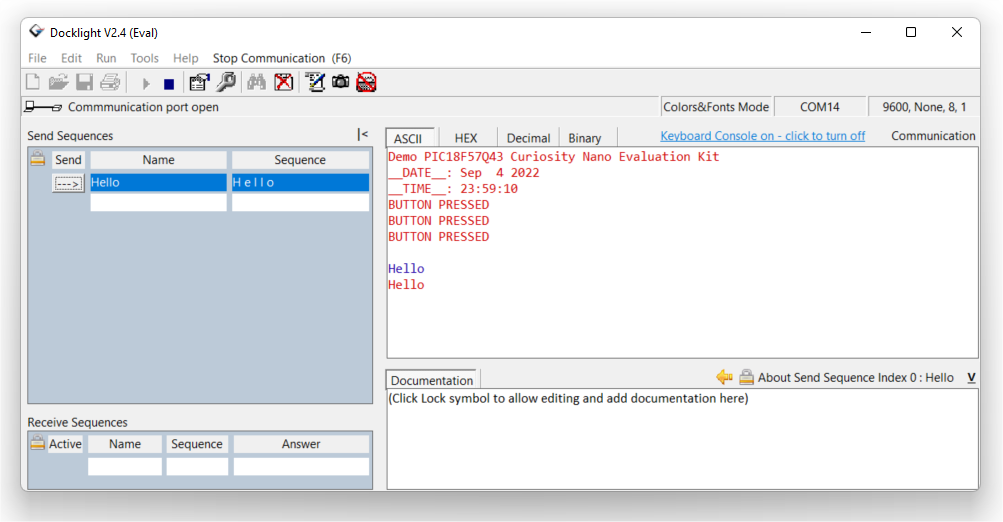 Docklight V2.4 (Eval)
File Edit Run Tools Help Stop Communication (F6)
Commmunication port open
Colors&Fonts Mode COM14 9600, None, 8, 1
Send Sequences
|<
Send Name Sequence
---> Hello H e l l o
ASCII HEX Decimal Binary Keyboard Console on - click to turn off Communication
Demo PIC18F57Q43 Curiosity Nano Evaluation Kit
__DATE__: Sep  4 2022
__TIME__: 23:59:10
BUTTON PRESSED
BUTTON PRESSED
BUTTON PRESSED
Hello
Hello
Documentation About Send Sequence Index 0 : Hello V
(Click Lock symbol to allow editing and add documentation here)
Receive Sequences
Active Name Sequence Answer